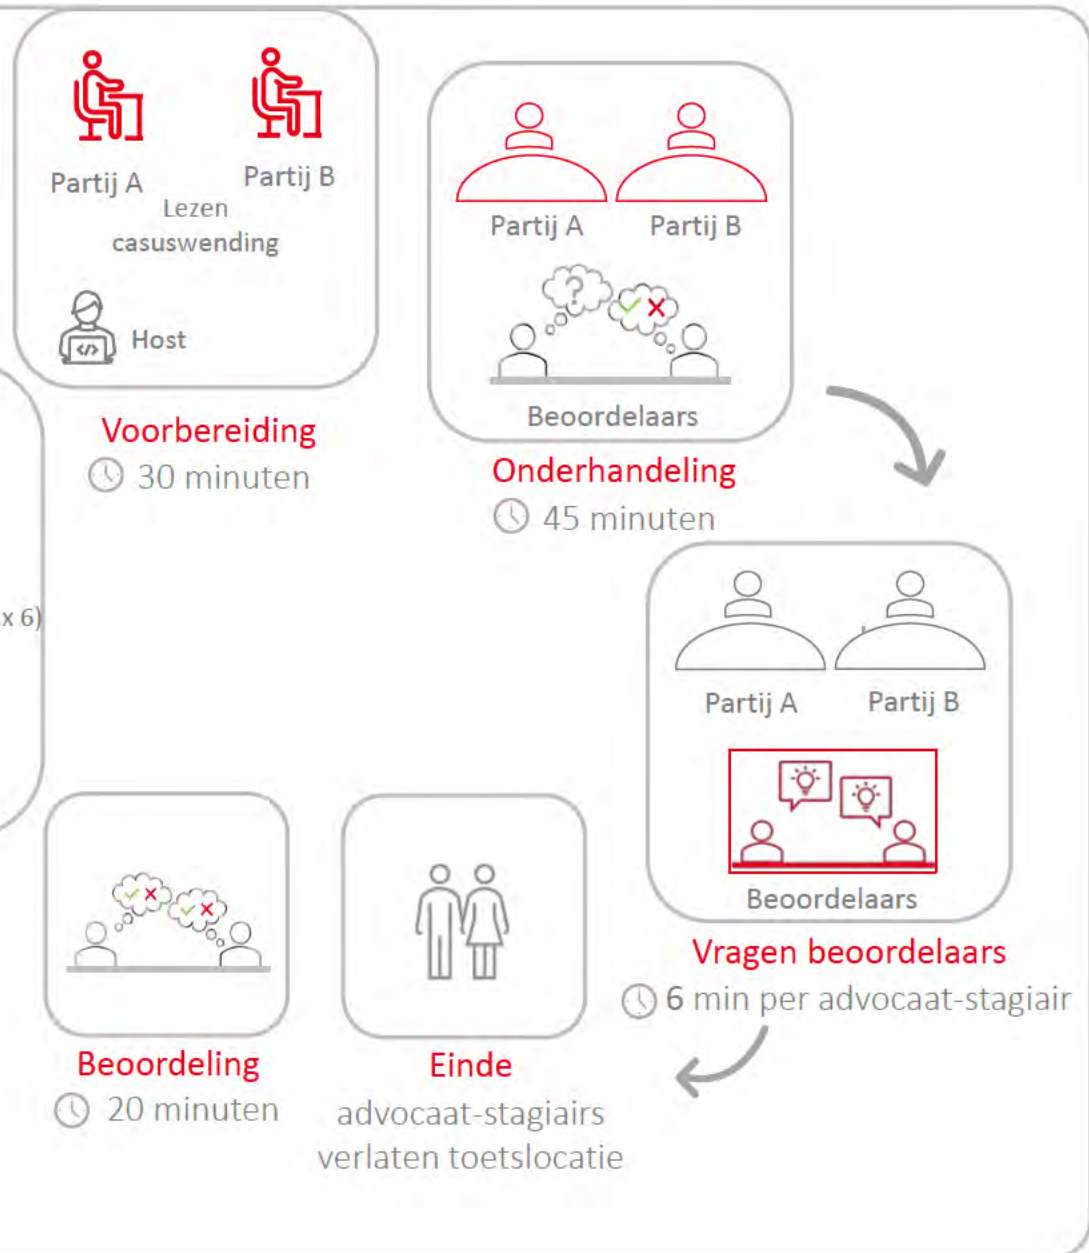 Partij A
Partij B
Lezen
casuswending
</>
Host
Voorbereiding
30 minuten
Partij A
Partij B
?
Beoordelaars
Onderhandeling
45 minuten
x 6)
Partij A
Partij B
Beoordelaars
Vragen beoordelaars
6 min per advocaat-stagiair
Einde
advocaat-stagiairs
verlaten toetslocatie
Beoordeling
20 minuten